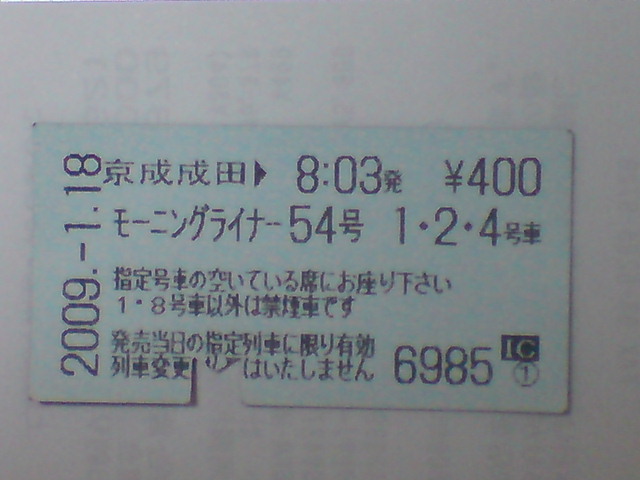 2009.-1.18
京成成田▶ 8:03発 ¥400
モーニングライナー54号 1・2・4号車
指定号車の空いている席にお座り下さい
1・8号車以外は禁煙車です
発売当日の指定列車に限り有効
列車変更 はいたしません 6985 IC
①